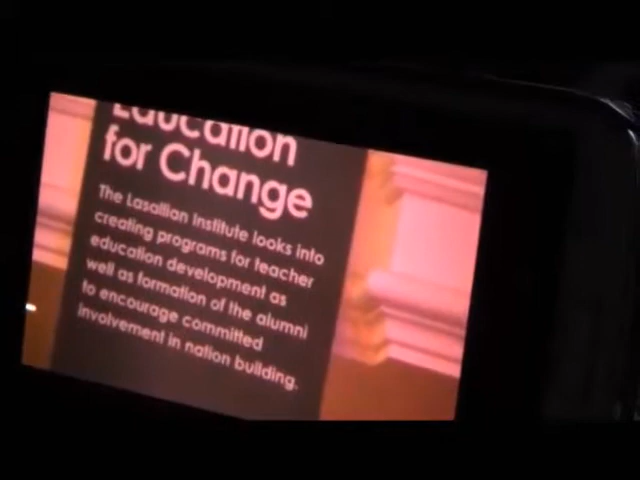 Education
for Change
The Lasallian Institute looks into
creating programs for teacher
education development as
well as formation of the alumni
to encourage committed
involvement in nation building.